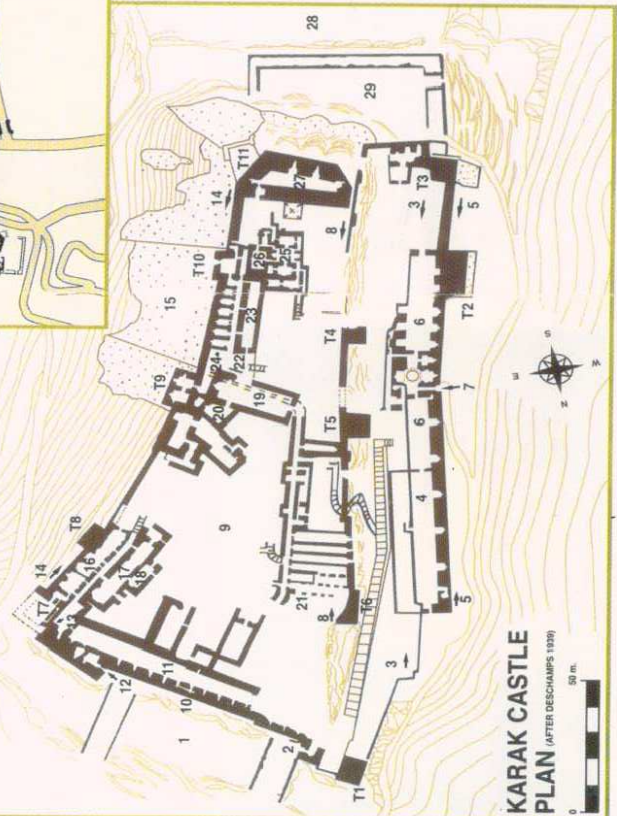 28
29
T11
14
27
8
T3
3
5
T10
26
25
15
23
T4
T2
6
24
22
T9
20
19
T5
7
6
S
E
W
N
9
4
T8
14
16
17
18
T7
13
21
8
T6
5
3
12
11
10
1
2
T1
KARAK CASTLE
PLAN (AFTER DESCHAMPS 1939)
0 50 m.